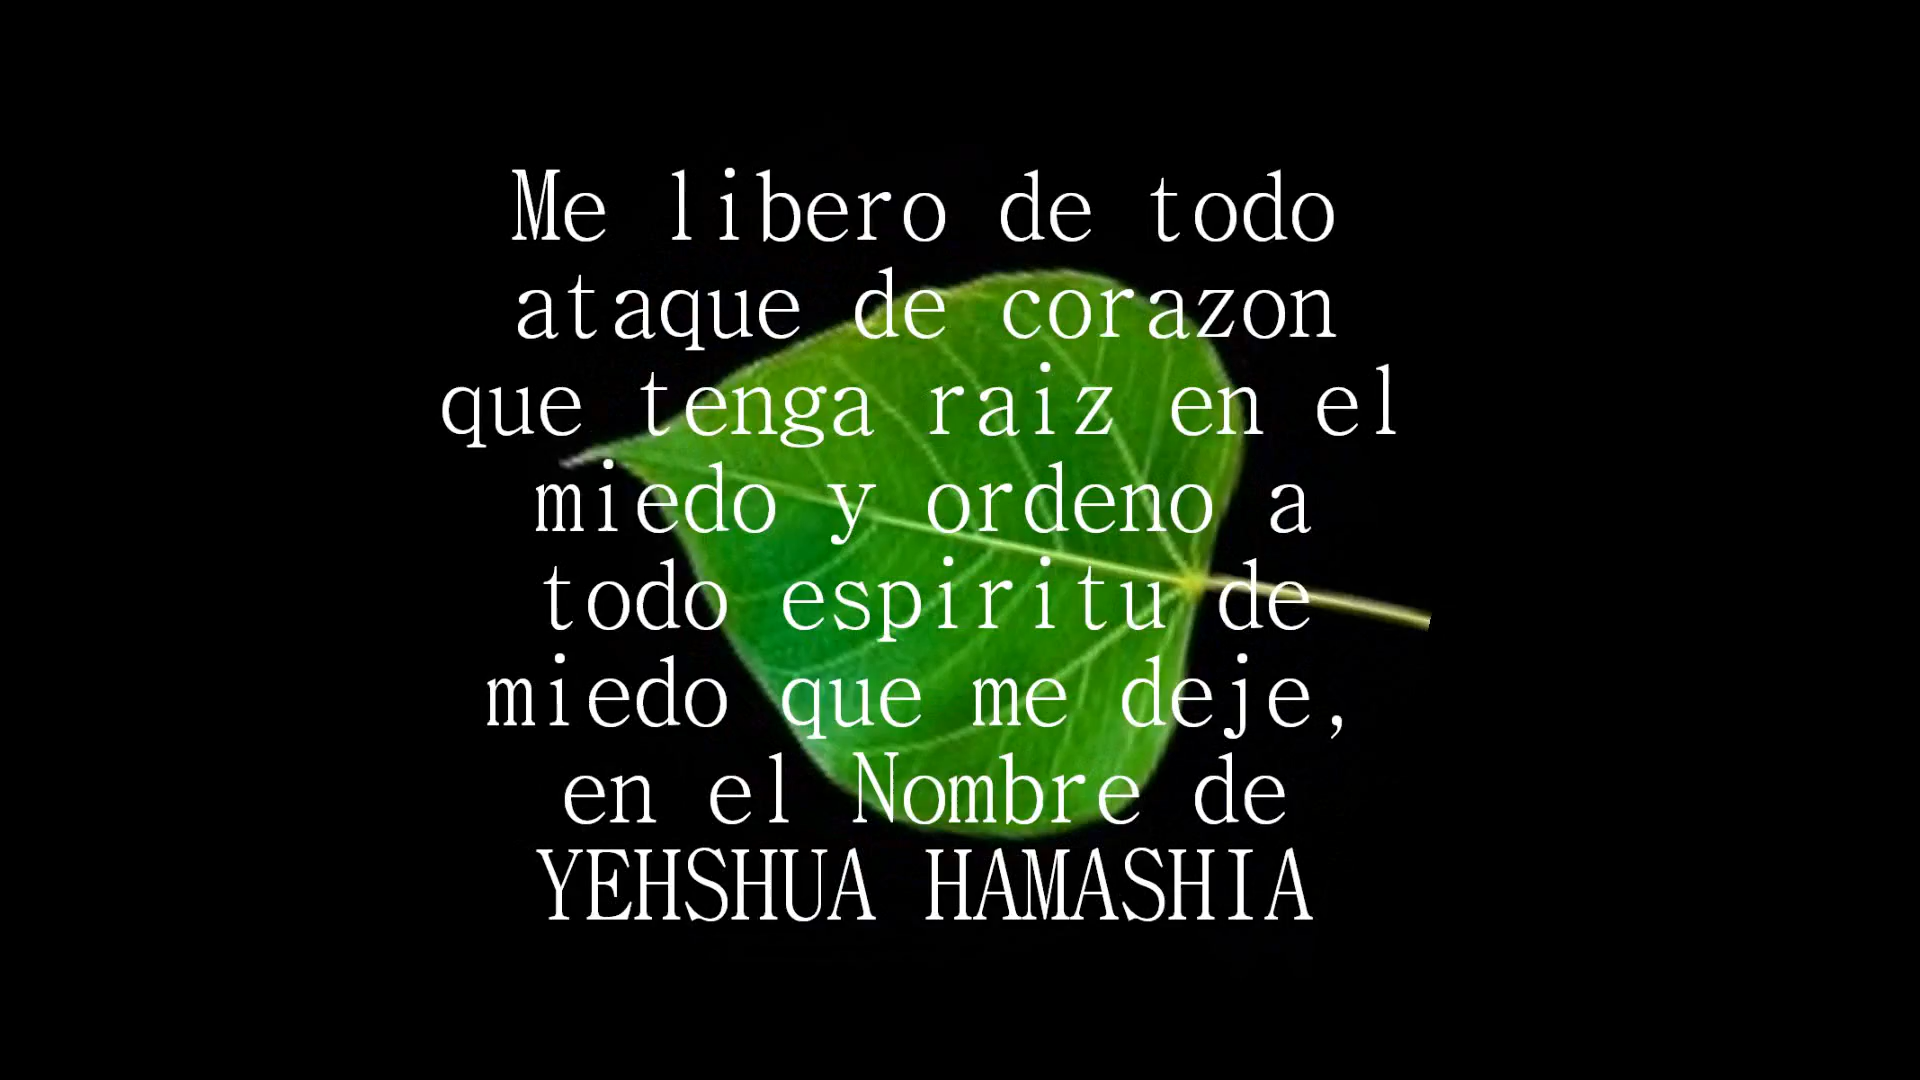 Me libero de todo
ataque de corazon
que tenga raiz en el
miedo y ordeno a
todo espiritu de
miedo que me deje,
en el Nombre de
YEHSHUA HAMASHIA